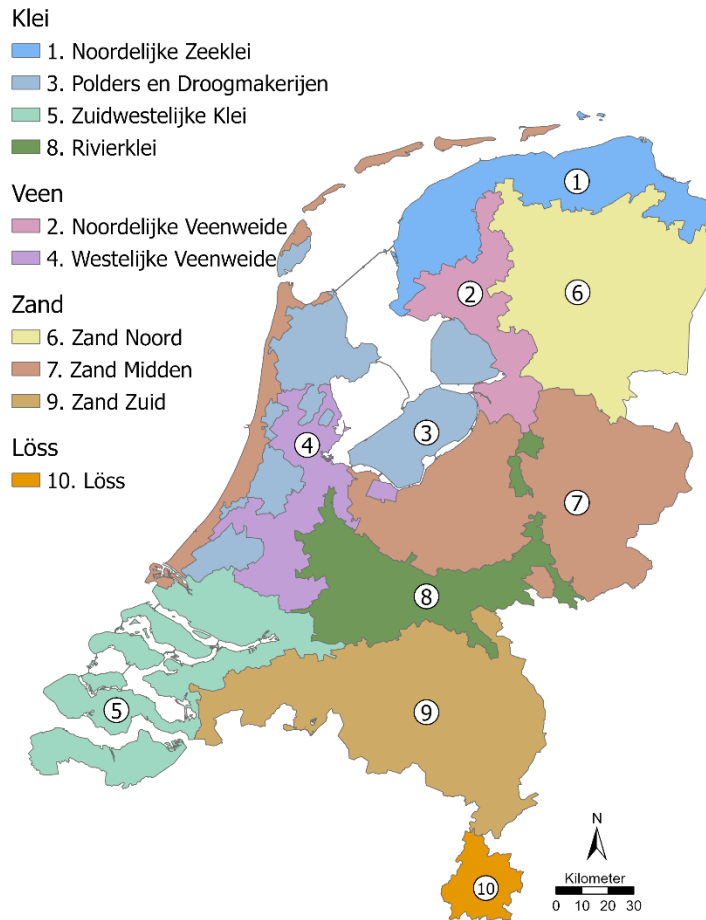 Klei
1. Noordelijke Zeeklei
3. Polders en Droogmakerijen
5. Zuidwestelijke Klei
8. Rivierklei
Veen
2. Noordelijke Veenweide
4. Westelijke Veenweide
Zand
6. Zand Noord
7. Zand Midden
9. Zand Zuid
Löss
10. Löss
1
2
6
3
4
7
8
5
9
10
N
Kilometer
0 10 20 30